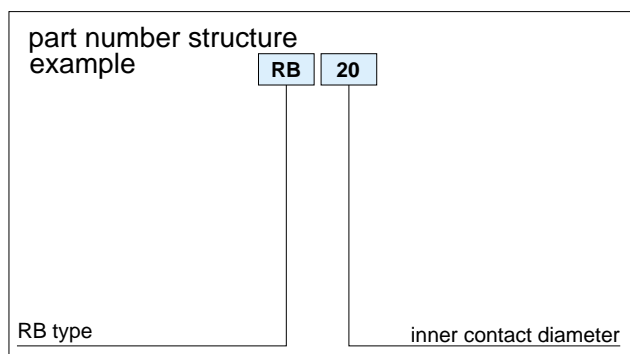 part number structure
example
RB 20
RB type
inner contact diameter